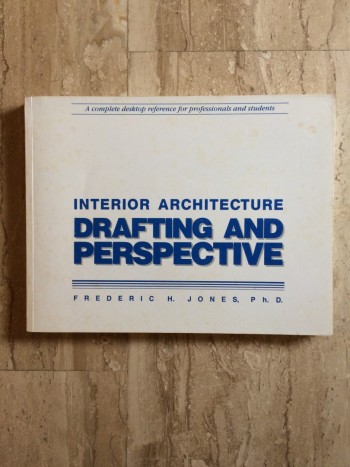 A complete desktop reference for professionals and students
INTERIOR ARCHITECTURE
DRAFTING AND
PERSPECTIVE
FREDERIC H. JONES, Ph.D.